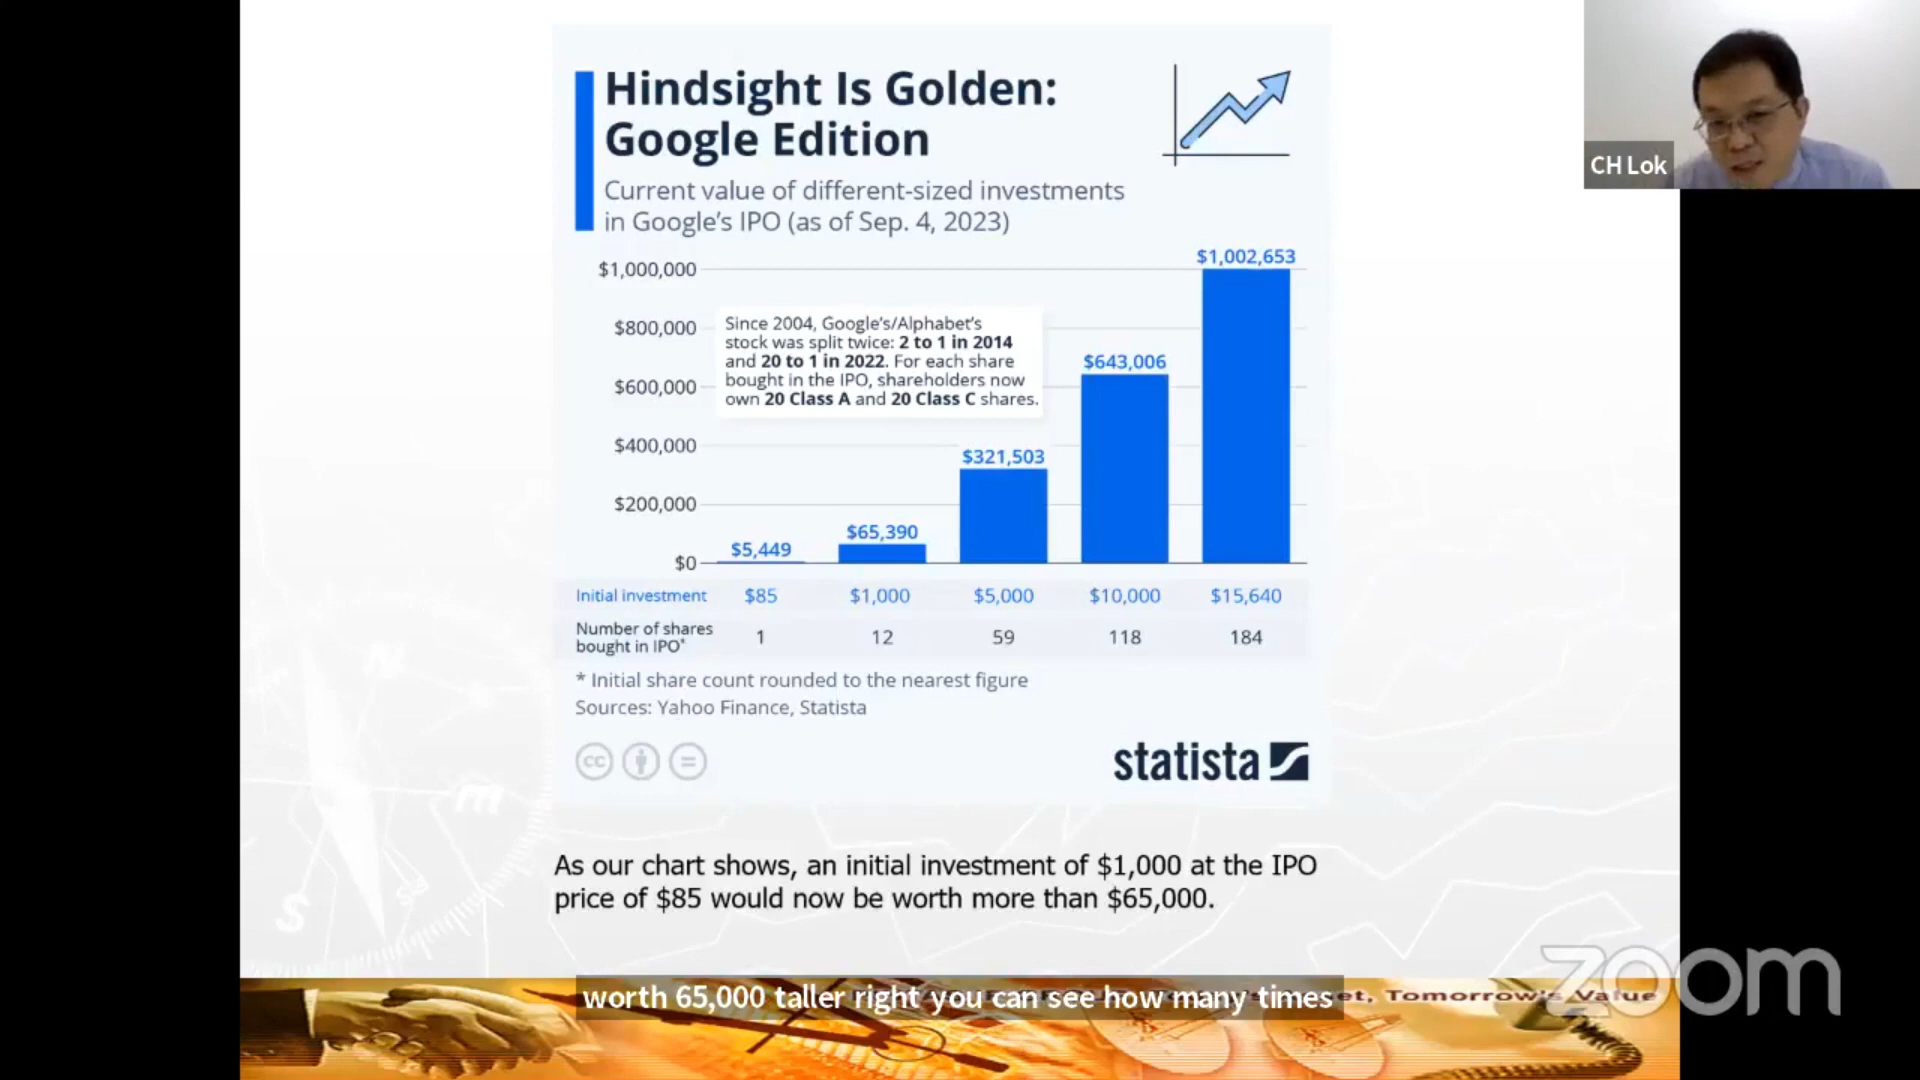 Hindsight Is Golden:
Google Edition
Current value of different-sized investments
in Google's IPO (as of Sep. 4, 2023)
CH Lok
$1,000,000
$800,000
$600,000
$400,000
$200,000
$0
$5,449
$65,390
$321,503
$643,006
$1,002,653
Since 2004, Google's/Alphabet's
stock was split twice: 2 to 1 in 2014
and 20 to 1 in 2022. For each share
bought in the IPO, shareholders now
own 20 Class A and 20 Class C shares.
Initial investment $85 $1,000 $5,000 $10,000 $15,640
Number of shares
bought in IPO* 1 12 59 118 184
* Initial share count rounded to the nearest figure
Sources: Yahoo Finance, Statista
cc
statista
As our chart shows, an initial investment of $1,000 at the IPO
price of $85 would now be worth more than $65,000.
N
m
S
worth 65,000 taller right you can see how many times
Tomorrow's Value
zoom